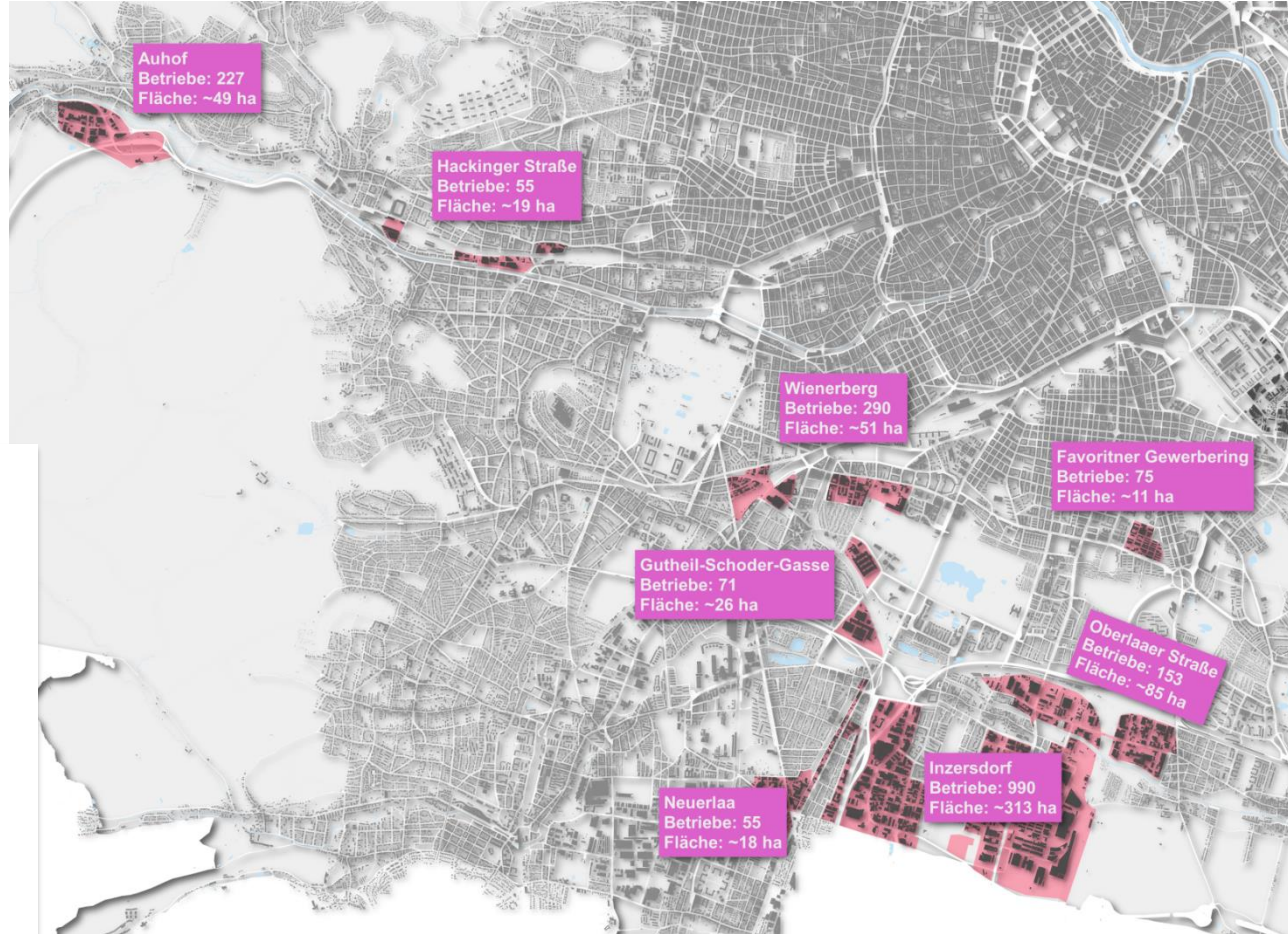 Auhof
Betriebe: 227
Fläche: ~49 ha
Hackinger Straße
Betriebe: 55
Fläche: ~19 ha
Wienerberg
Betriebe: 290
Fläche: ~51 ha
Favoritner Gewerbering
Betriebe: 75
Fläche: ~11 ha
Gutheil-Schoder-Gasse
Betriebe: 71
Fläche: ~26 ha
Oberlaaer Straße
Betriebe: 153
Fläche: ~85 ha
Inzersdorf
Betriebe: 990
Fläche: ~313 ha
Neuerlaa
Betriebe: 55
Fläche: ~18 ha